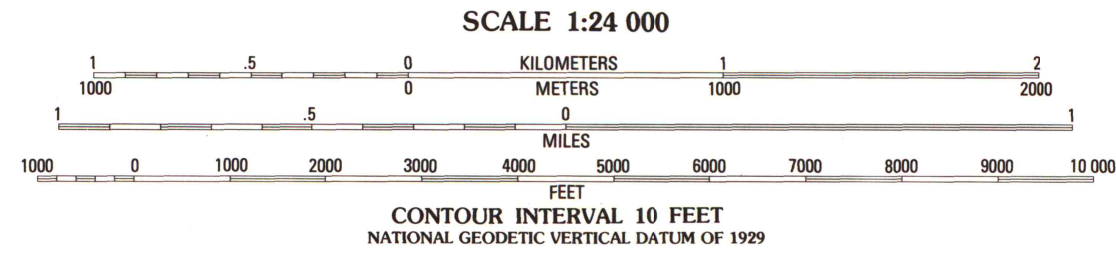 SCALE 1:24 000
1 .5 0 KILOMETERS 1 2
1000 0 METERS 1000 2000
1 .5 0 1
MILES
1000 0 1000 2000 3000 4000 5000 6000 7000 8000 9000 10 000
FEET
CONTOUR INTERVAL 10 FEET
NATIONAL GEODETIC VERTICAL DATUM OF 1929